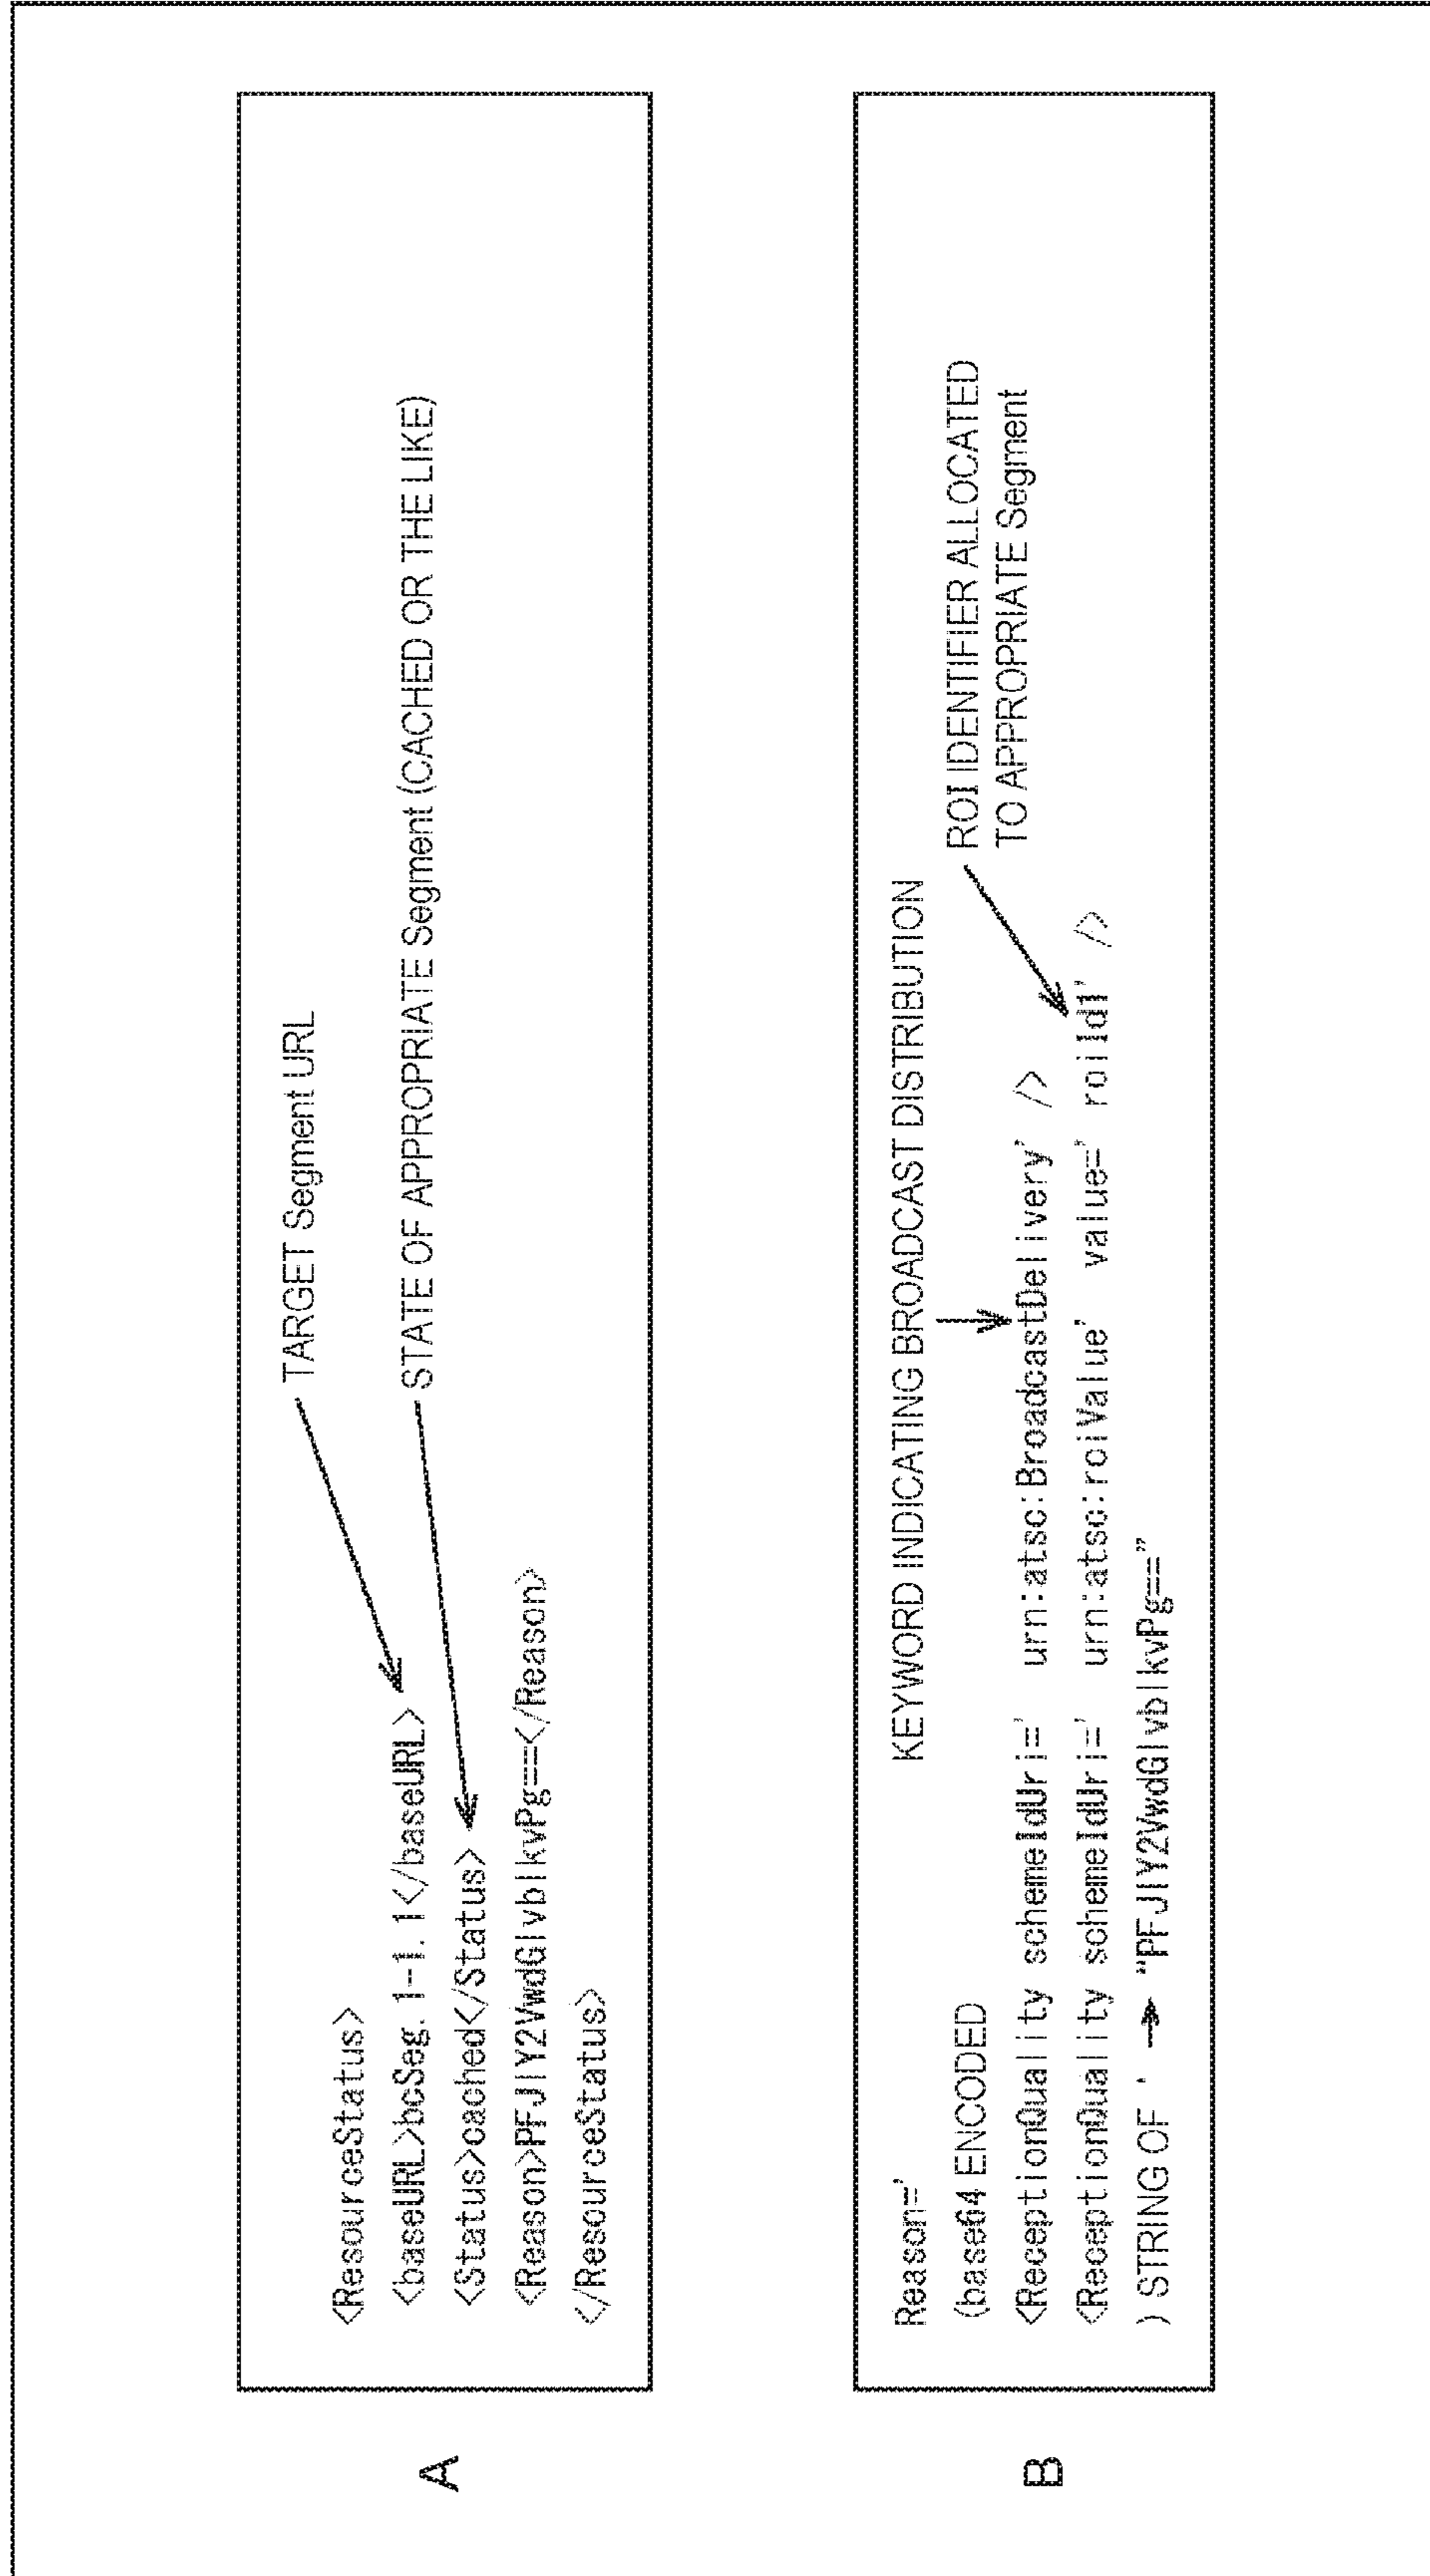 A
TARGET Segment URL
<ResourceStatus>
<baseURL>bcSeg. 1-1. 1</baseURL>
STATE OF APPROPRIATE Segment (CACHED OR THE LIKE)
<Status>cached</Status>
<Reason>PFJlY2VwdGlvblkvPg==</Reason>
</ResourceStatus>
B
Reason='
KEYWORD INDICATING BROADCAST DISTRIBUTION
(base64 ENCODED
ROI IDENTIFIER ALLOCATED
TO APPROPRIATE Segment
<ReceptionQuality schemeIdUri=' urn:atsc:BroadcastDelivery' />
<ReceptionQuality schemeIdUri=' urn:atsc:roiValue' value=' roiId1' />
) STRING OF ' → "PFJlY2VwdGlvblkvPg=="